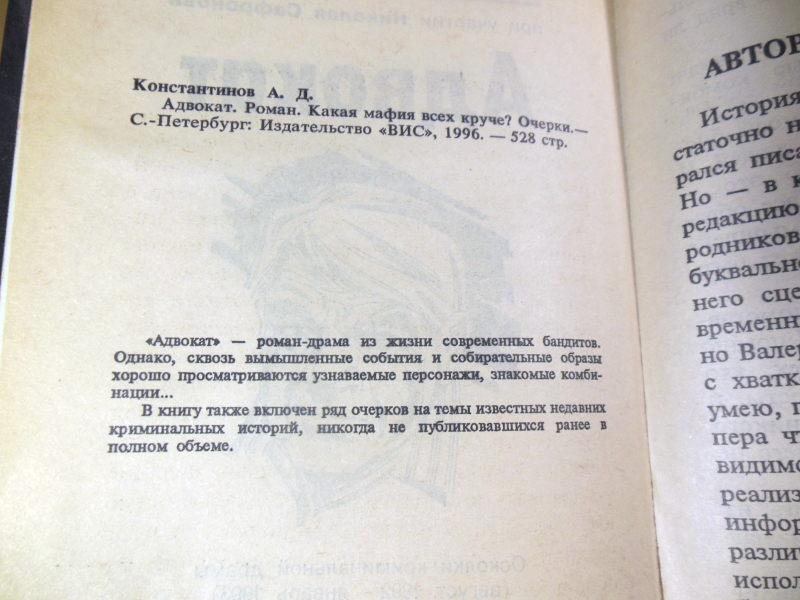 Константинов А. Д.
Адвокат. Роман. Какая мафия всех круче? Очерки.—
С.-Петербург: Издательство «ВИС», 1996. — 528 стр.
«Адвокат» — роман-драма из жизни современных бандитов.
Однако, сквозь вымышленные события и собирательные образы
хорошо просматриваются узнаваемые персонажи, знакомые комби-
нации...
В книгу также включен ряд очерков на темы известных недавних
криминальных историй, никогда не публиковавшихся ранее в
полном объеме.
АВТОВ
История
статочно н
рался писа
Но — в к
редакцию
родников
буквально
него сце
временн
но Валер
с хватк
умею, п
пера ч
видимо
реализ
инфор
различ
испол